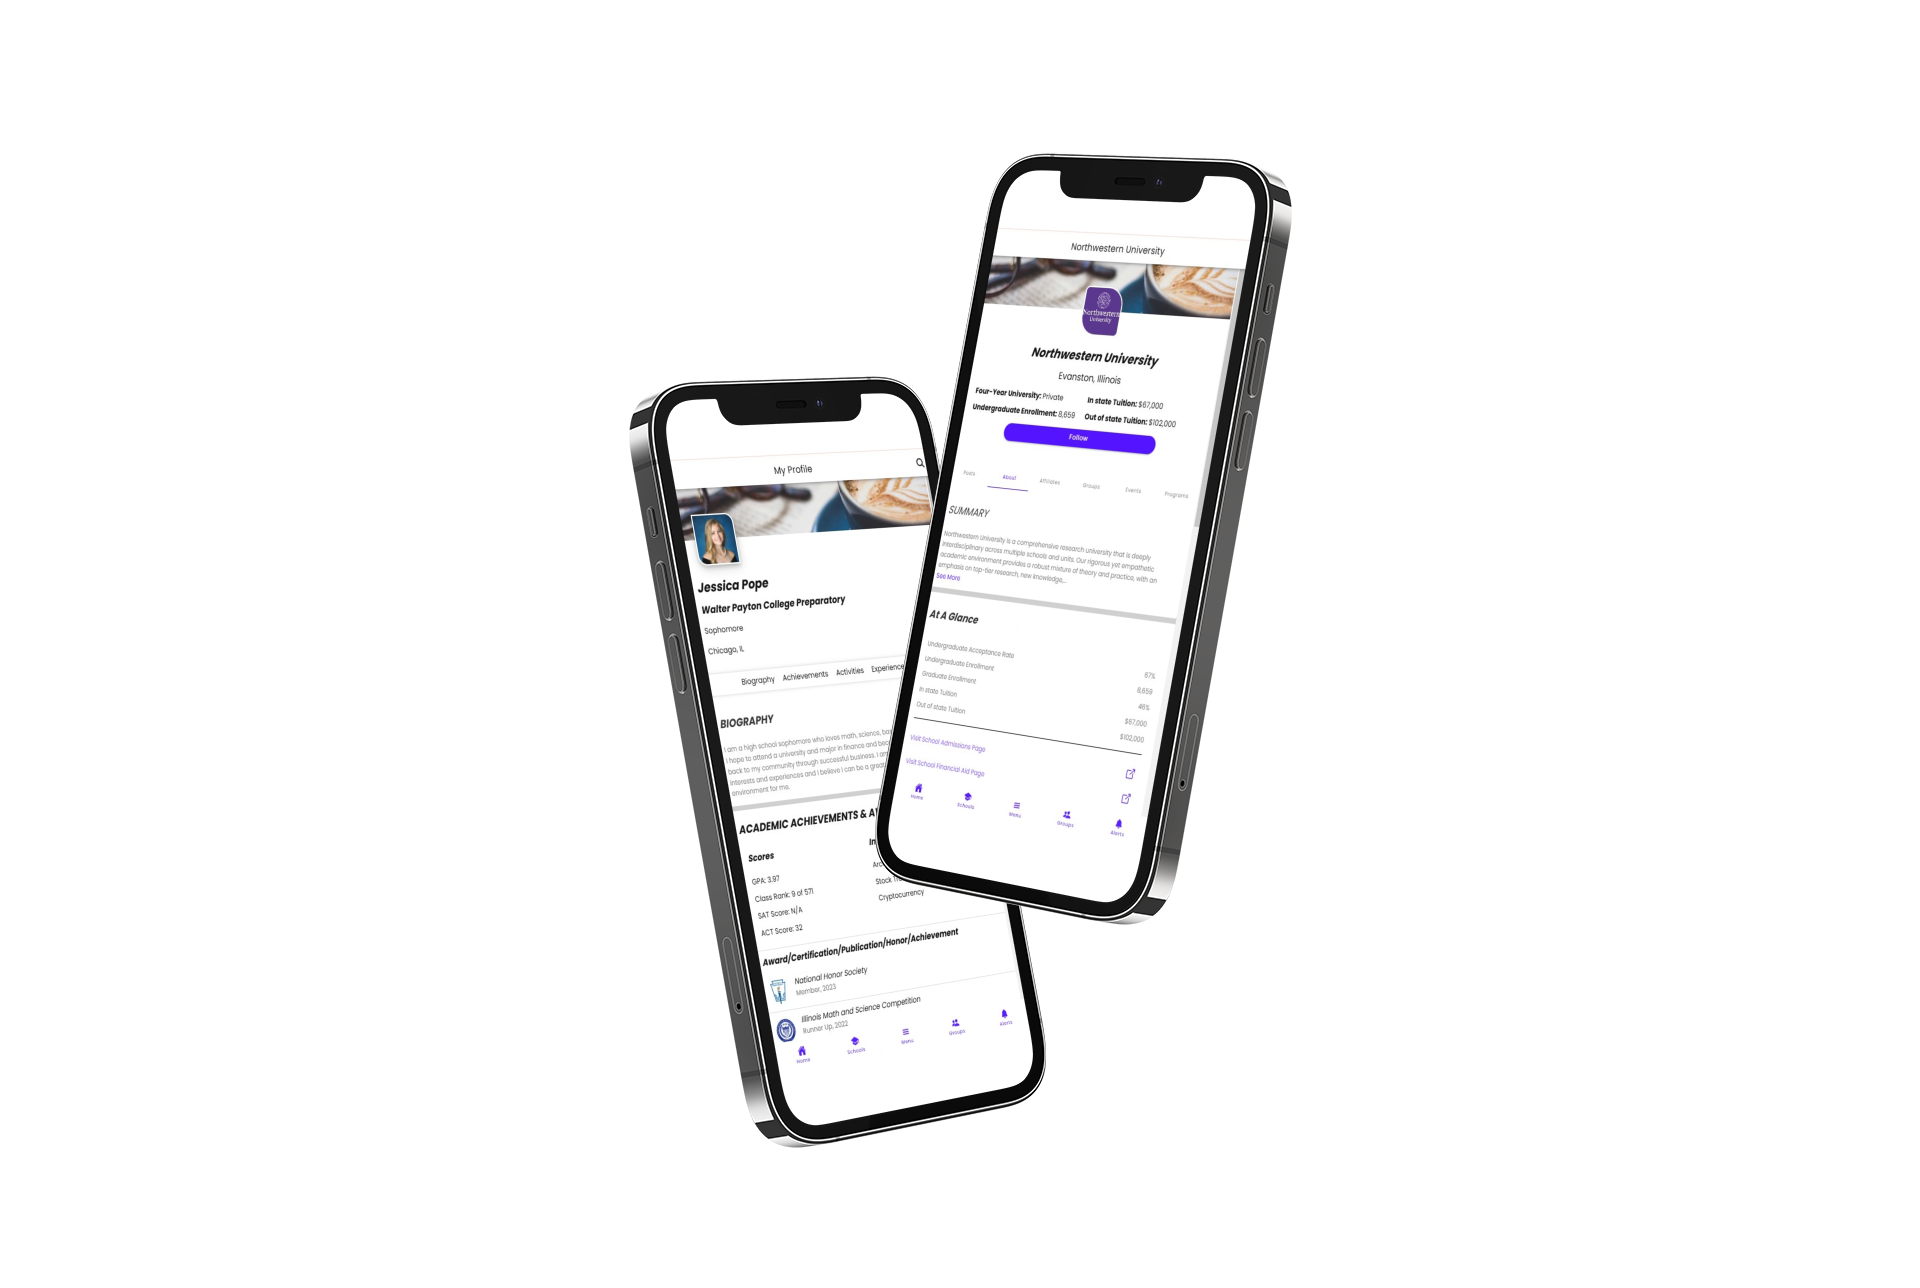 My Profile
Jessica Pope
Walter Payton College Preparatory
Sophomore
Chicago, IL
Biography Achievements Activities Experience
BIOGRAPHY
I am a high school sophomore who loves math, science,
I hope to attend a university and major in finance and
back to my community through successful business. I
interests and experiences and I believe I can be a great
environment for me.
ACADEMIC ACHIEVEMENTS &
Scores
GPA: 3.97
Class Rank: 9 of 571
SAT Score: N/A
ACT Score: 32
Stock
Cryptocurrency
Award/Certification/Publication/Honor/Achievement
National Honor Society
Member, 2023
Illinois Math and Science Competition
Runner Up, 2022
Home Schools Menu Groups Alerts
Northwestern University
Northwestern
University
Northwestern University
Evanston, Illinois
Four-Year University: Private In state Tuition: $67,000
Undergraduate Enrollment: 8,659 Out of state Tuition: $102,000
Follow
Posts About Affiliates Groups Events Programs
SUMMARY
Northwestern University is a comprehensive research university that is deeply
interdisciplinary across multiple schools and units. Our rigorous yet empathetic
academic environment provides a robust mixture of theory and practice, with an
emphasis on top-tier research, new knowledge,...
See More
At A Glance
Undergraduate Acceptance Rate 67%
Undergraduate Enrollment 8,659
Graduate Enrollment 46%
In state Tuition $67,000
Out of state Tuition $102,000
Visit School Admissions Page
Visit School Financial Aid Page
Home Schools Menu Groups Alerts